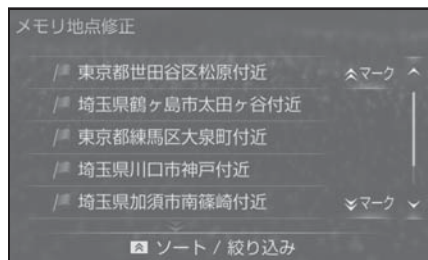 メモリ地点修正
東京都世田谷区松原付近
マーク
埼玉県鶴ヶ島市太田ヶ谷付近
東京都練馬区大泉町付近
埼玉県川口市神戸付近
埼玉県加須市南篠崎付近
マーク
ソート / 絞り込み